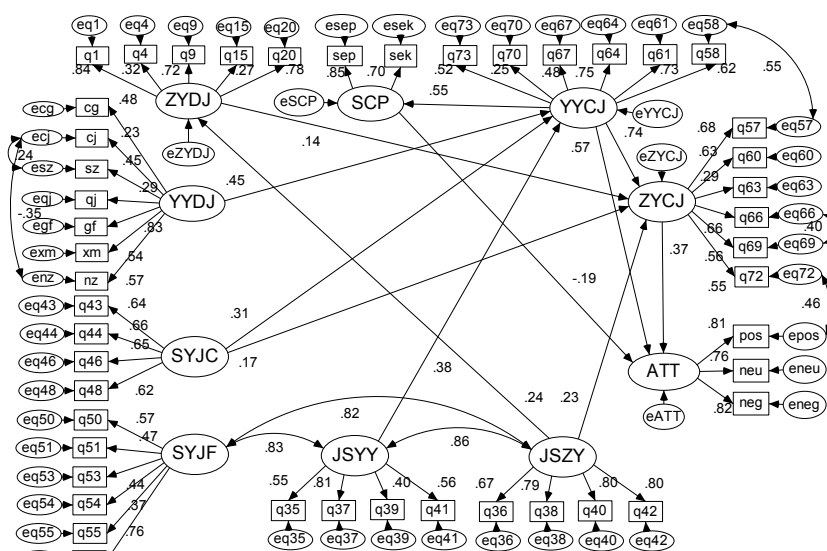 eq1 eq4 eq9 eq15 eq20 esep esek eq73 eq70 eq67 eq64 eq61 eq58
q1 q4 q9 q15 q20 sep sek q73 q70 q67 q64 q61 q58
.84 .32 .72 .27 .78 .85 .70 .52 .25 .48 .75 .73 .62
.55
ZYDJ SCP YYCJ
eSCP .55 eYYCJ
eZYDJ .14 .57 .74 eZYCJ
ecg cg .48
ecj cj .23
.24
esz sz .45
eqj qj .29
egf gf .83
exm xm .54
enz nz .57
-.35
YYDJ .45
ZYCJ
.68 q57 eq57
.63 q60 eq60
.29 q63 eq63
q66 eq66
.40
.66 q69 eq69
.56
.55 q72 eq72
.46
.37
-.19
eq43 q43 .64
eq44 q44 .66
eq46 q46 .65
eq48 q48 .62
SYJC .31
.17
.38
ATT
eATT
.81 pos epos
.76 neu eneu
.82 neg eneg
.24 .23
eq50 q50 .57
eq51 q51 .47
eq53 q53
eq54 q54 .44
eq55 q55 .37
.76
SYJF .82
.83 JSYY .86 JSZY
.55 .81 .40 .56 .67 .79 .80 .80
q35 q37 q39 q41 q36 q38 q40 q42
eq35 eq37 eq39 eq41 eq36 eq38 eq40 eq42